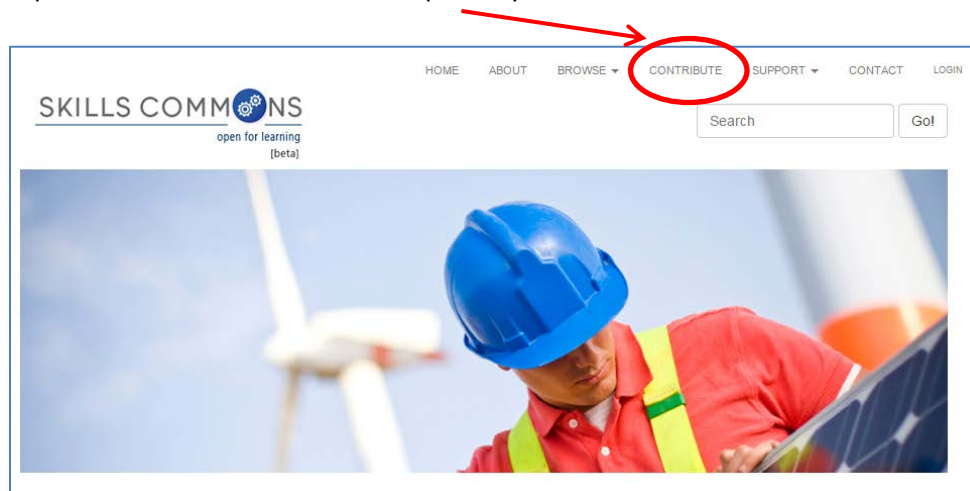 HOME ABOUT BROWSE CONTRIBUTE SUPPORT CONTACT LOGIN
SKILLS COMMONS
open for learning
[beta]
Search Go!